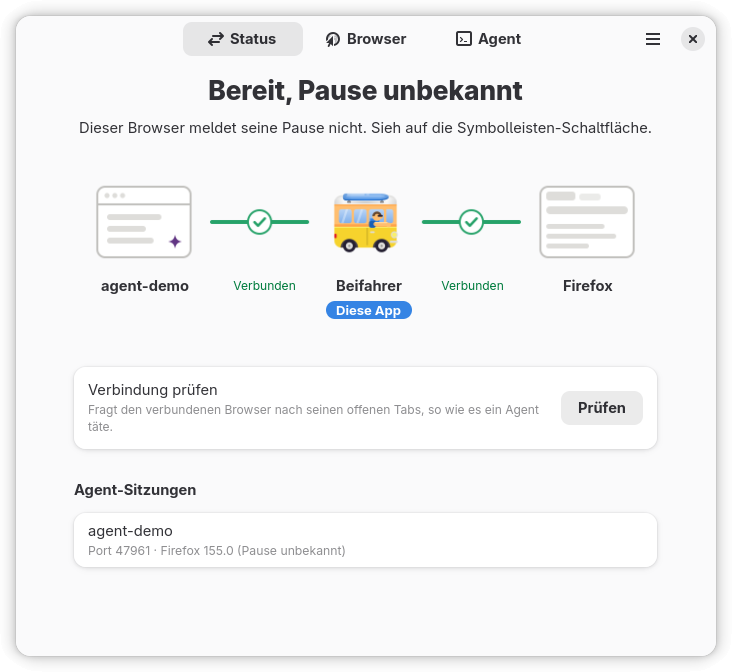 Status
Browser
Agent
Bereit, Pause unbekannt
Dieser Browser meldet seine Pause nicht. Sieh auf die Symbolleisten-Schaltfläche.
agent-demo
Verbunden
Beifahrer
Verbunden
Firefox
Diese App
Verbindung prüfen
Fragt den verbundenen Browser nach seinen offenen Tabs, so wie es ein Agent
täte.
Prüfen
Agent-Sitzungen
agent-demo
Port 47961 · Firefox 155.0 (Pause unbekannt)